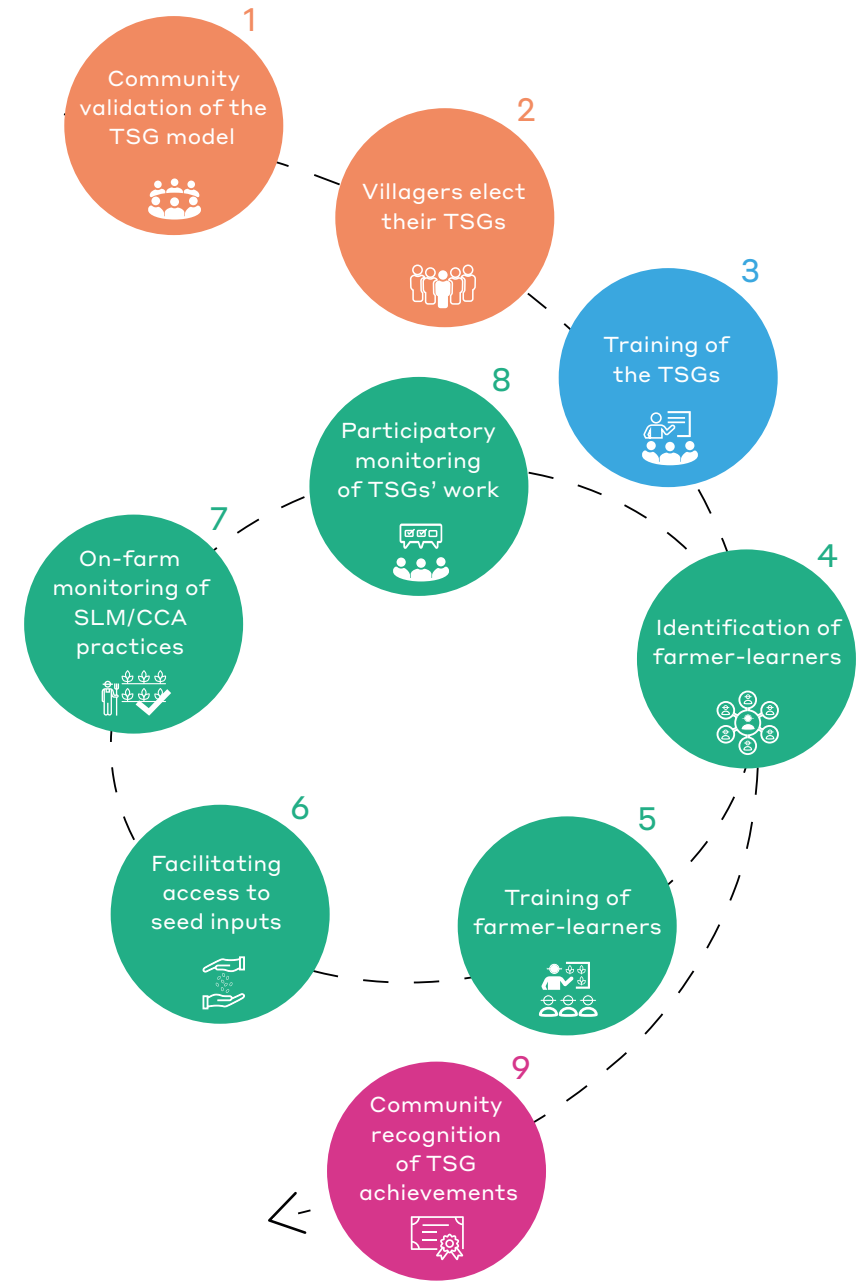 1
Community
validation of the
TSG model
2
Villagers elect
their TSGs
3
Training of
the TSGs
4
Identification of
farmer-learners
5
Training of
farmer-learners
6
Facilitating
access to
seed inputs
7
On-farm
monitoring of
SLM/CCA
practices
8
Participatory
monitoring
of TSGs’ work
9
Community
recognition
of TSG
achievements